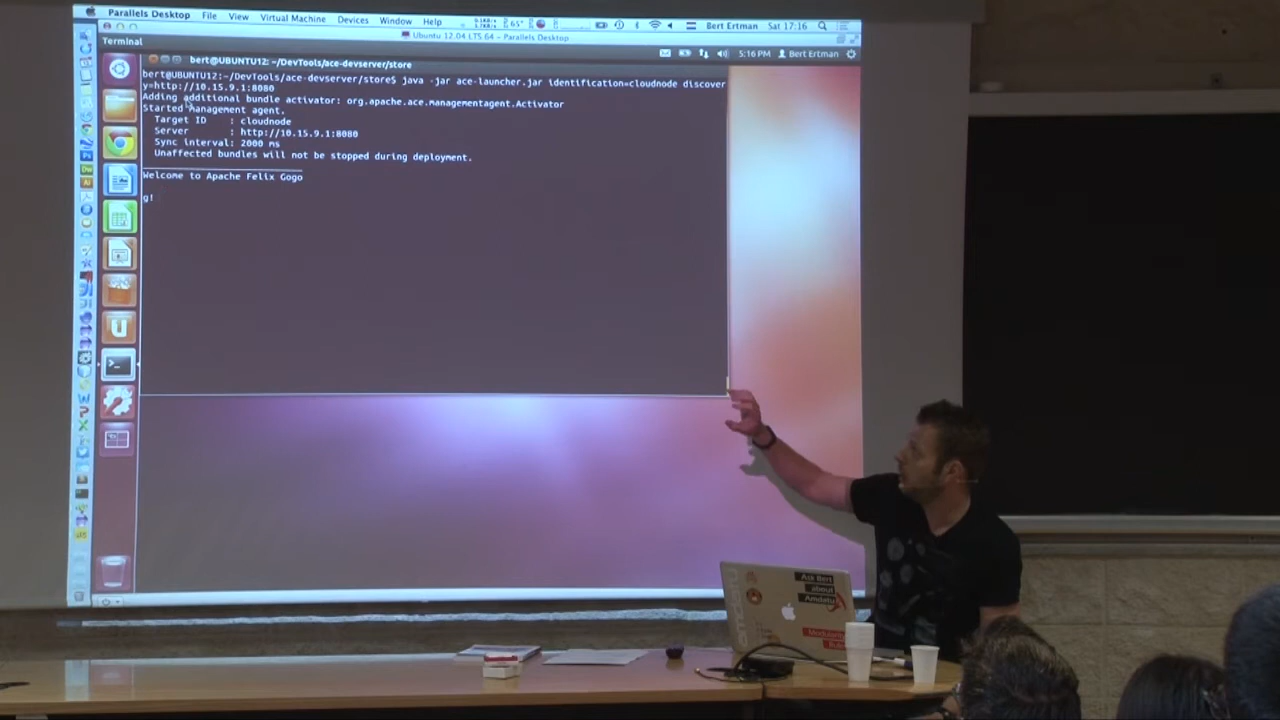 Parallels Desktop File View Virtual Machine Devices Window Help Bert Ertman Sat 17:16
Ubuntu 12.04 LTS 64 - Parallels Desktop
Terminal 5:16 PM Bert Ertman
bert@UBUNTU12: ~/DevTools/ace-devserver/store
bert@UBUNTU12:~/DevTools/ace-devserver/store$ java -jar ace-launcher.jar identification=cloudnode discover
y=http://10.15.9.1:8080
Adding additional bundle activator: org.apache.ace.managementagent.Activator
Started management agent.
Target ID : cloudnode
Server : http://10.15.9.1:8080
Sync interval: 2000 ms
Unaffected bundles will not be stopped during deployment.
Welcome to Apache Felix Gogo
g!
Ask Bert
about
Amdatu